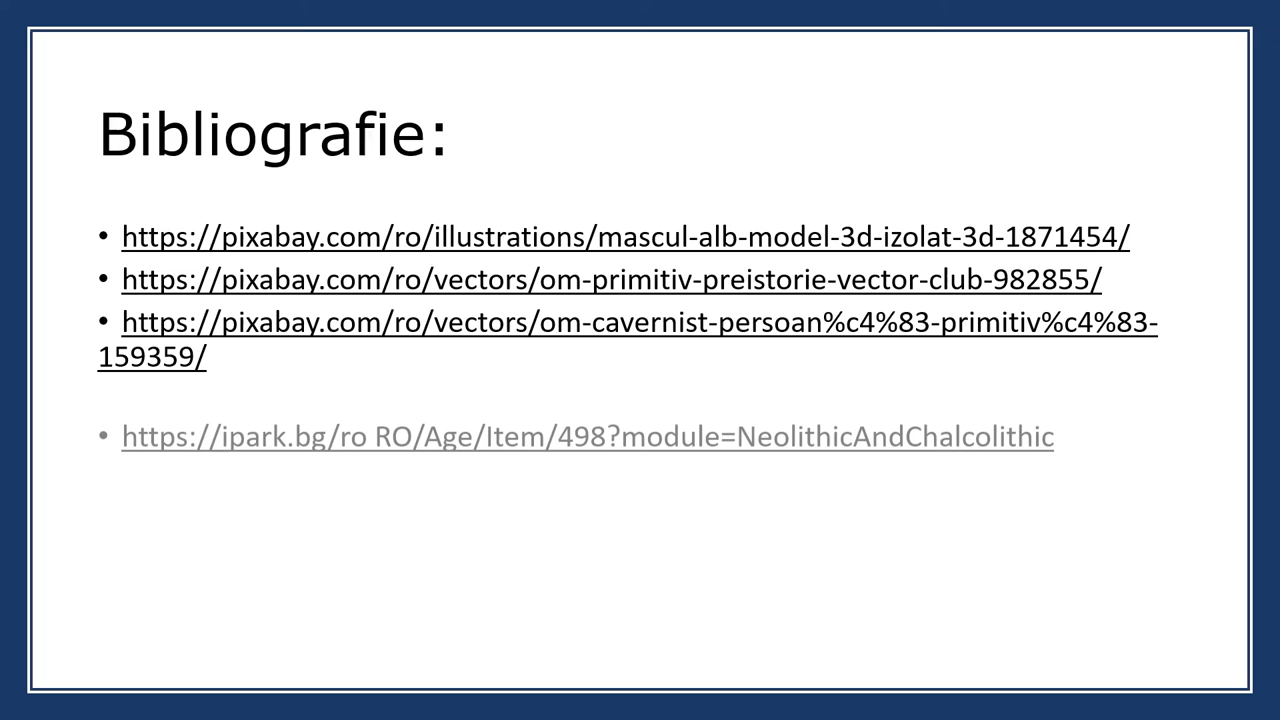 Bibliografie:
• https://pixabay.com/ro/illustrations/mascul-alb-model-3d-izolat-3d-1871454/
• https://pixabay.com/ro/vectors/om-primitiv-preistorie-vector-club-982855/
• https://pixabay.com/ro/vectors/om-cavernist-persoan%c4%83-primitiv%c4%83-
159359/
• https://ipark.bg/ro RO/Age/Item/498?module=NeolithicAndChalcolithic